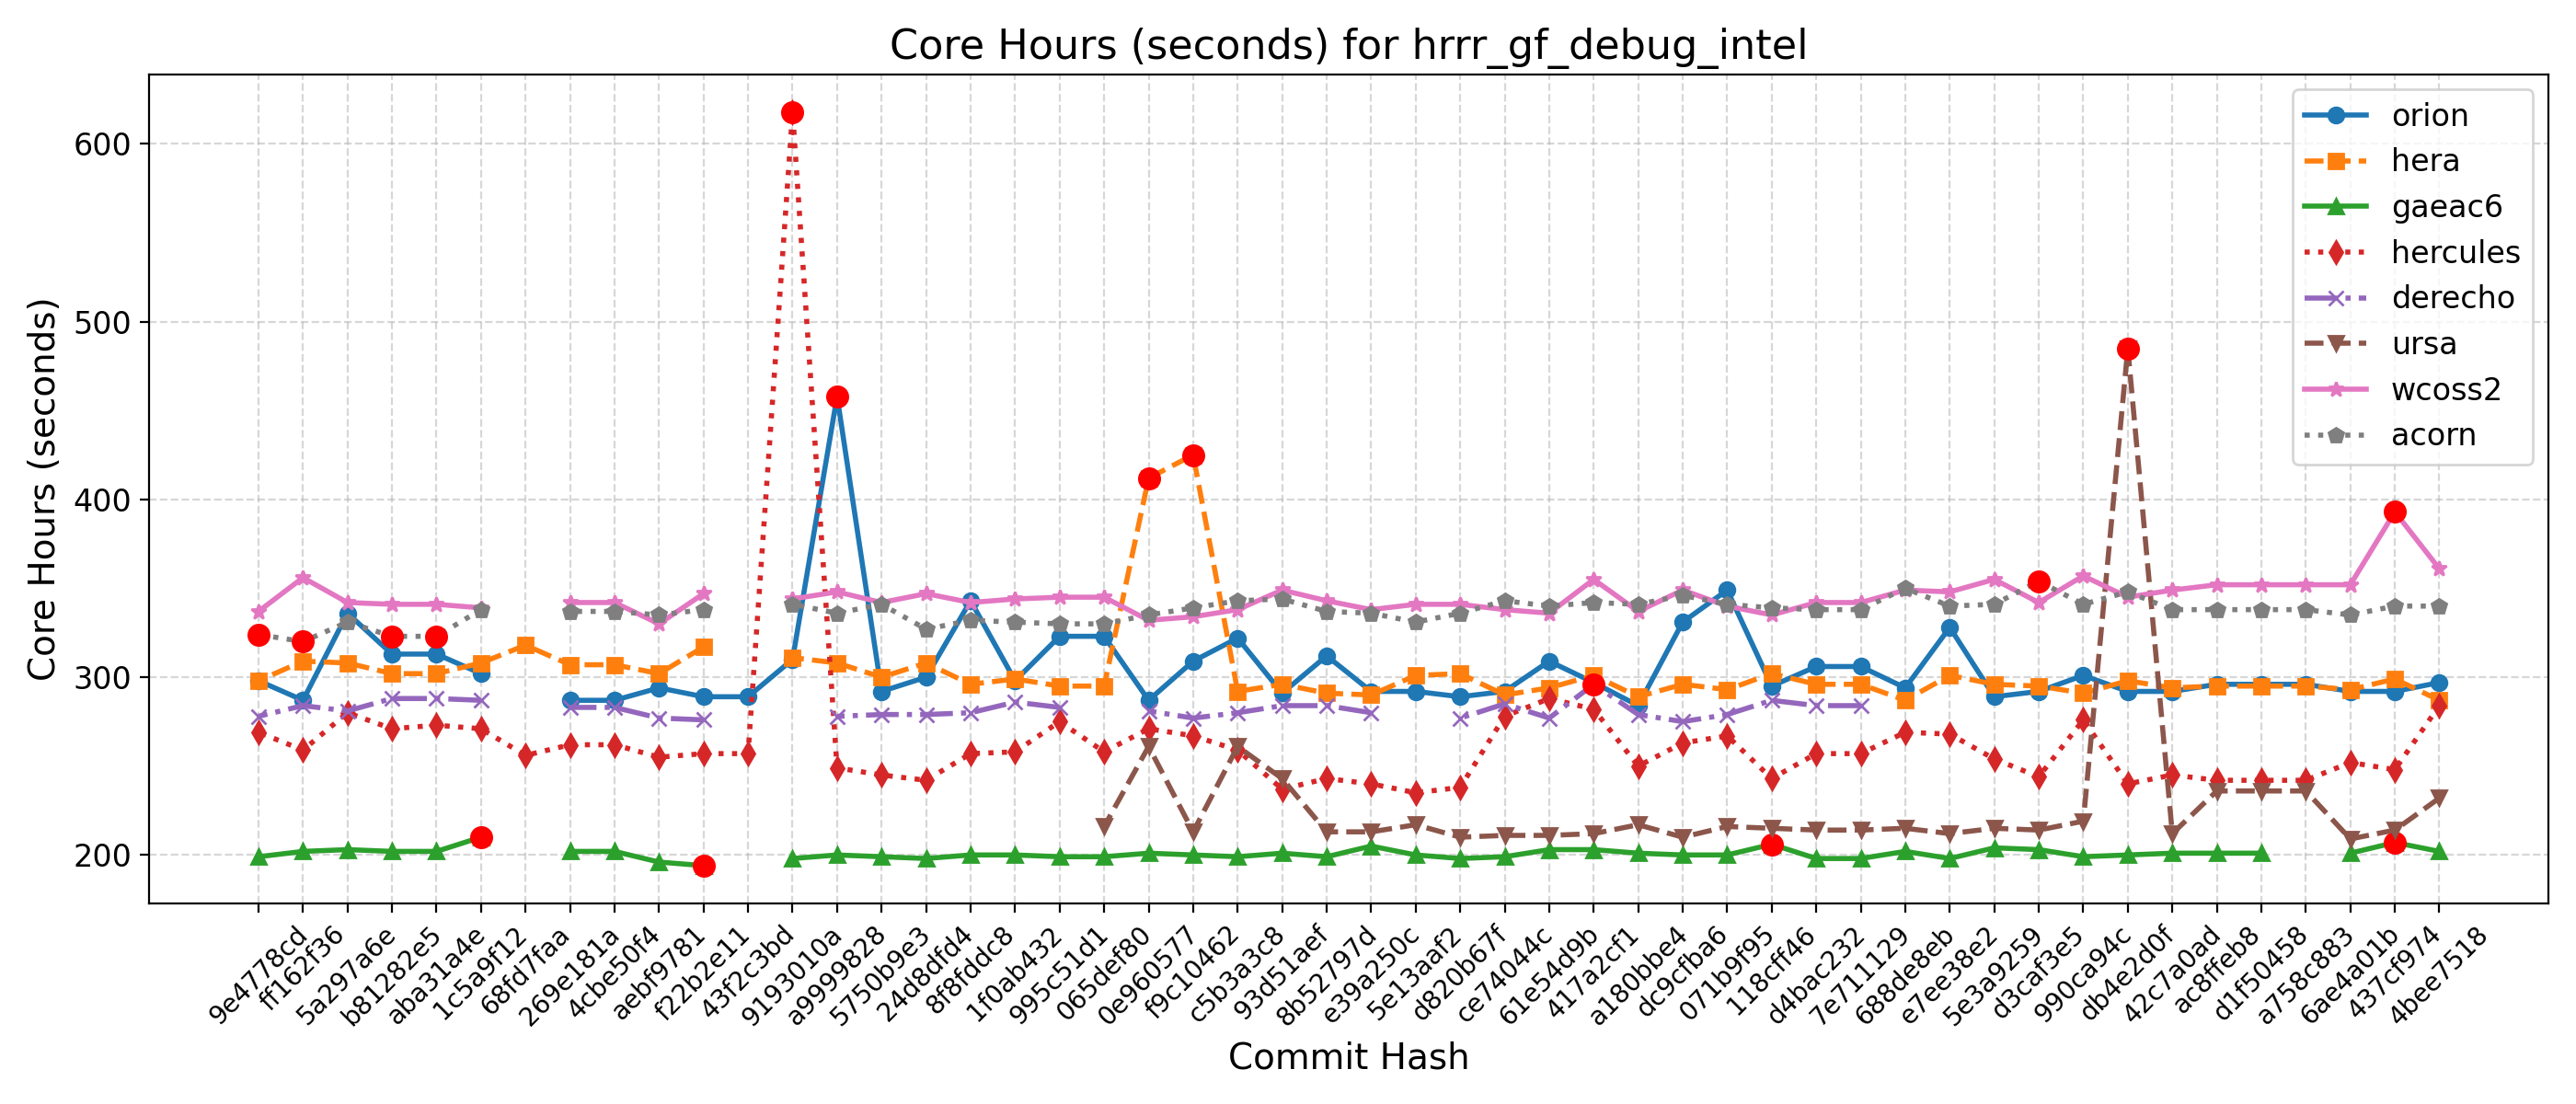 Core Hours (seconds) for hrrr_gf_debug_intel
Core Hours (seconds)
600
500
400
300
200
orion
hera
gaeac6
hercules
derecho
ursa
wcoss2
acorn
9e4778cd
ff162f36
5a297a6e
b81282e5
aba31a4e
1c5a9f12
68fd7faa
269e181a
4cbe50f4
aebf9781
f22b2e11
43f2c3bd
9193010a
a9999828
5750b9e3
24d8dfd4
8f8fddc8
1f0ab432
995c51d1
065def80
0e960577
f9c10462
c5b3a3c8
93d51aef
8b52797d
e39a250c
5e13aaf2
d820b67f
ce74044c
61e54d9b
417a2cf1
a180bbe4
dc9cfba6
071b9f95
118cff46
d4bac232
7e711129
688de8eb
e7ee38e2
5e3a9259
d3caf3e5
990ca94c
db4e2d0f
42c7a0ad
ac8ffeb8
d1f50458
a758c883
6ae4a01b
437cf974
4bee7518
Commit Hash